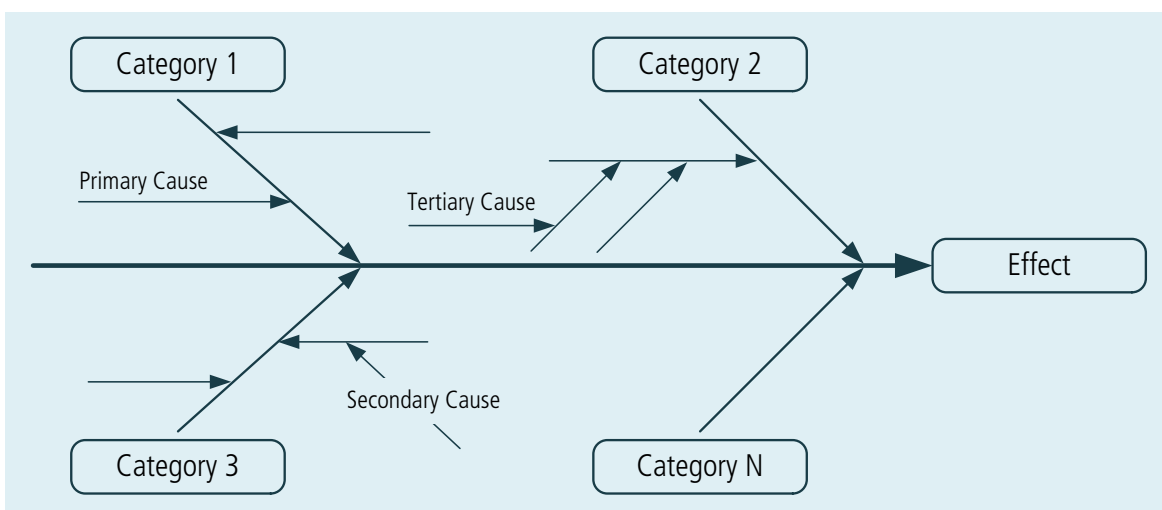 Category 1
Category 2
Primary Cause
Tertiary Cause
Effect
Secondary Cause
Category 3
Category N